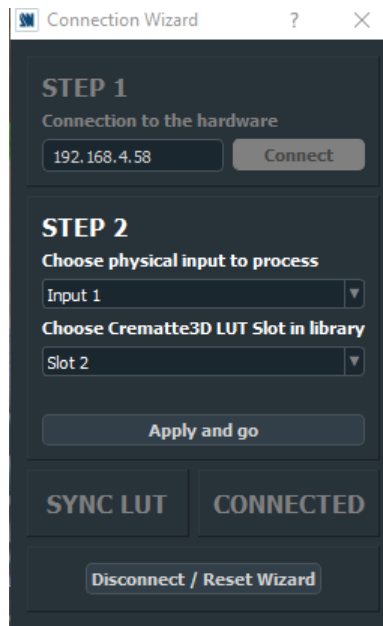 Connection Wizard
STEP 1
Connection to the hardware
192.168.4.58 Connect
STEP 2
Choose physical input to process
Input 1
Choose Crematte3D LUT Slot in library
Slot 2
Apply and go
SYNC LUT CONNECTED
Disconnect / Reset Wizard